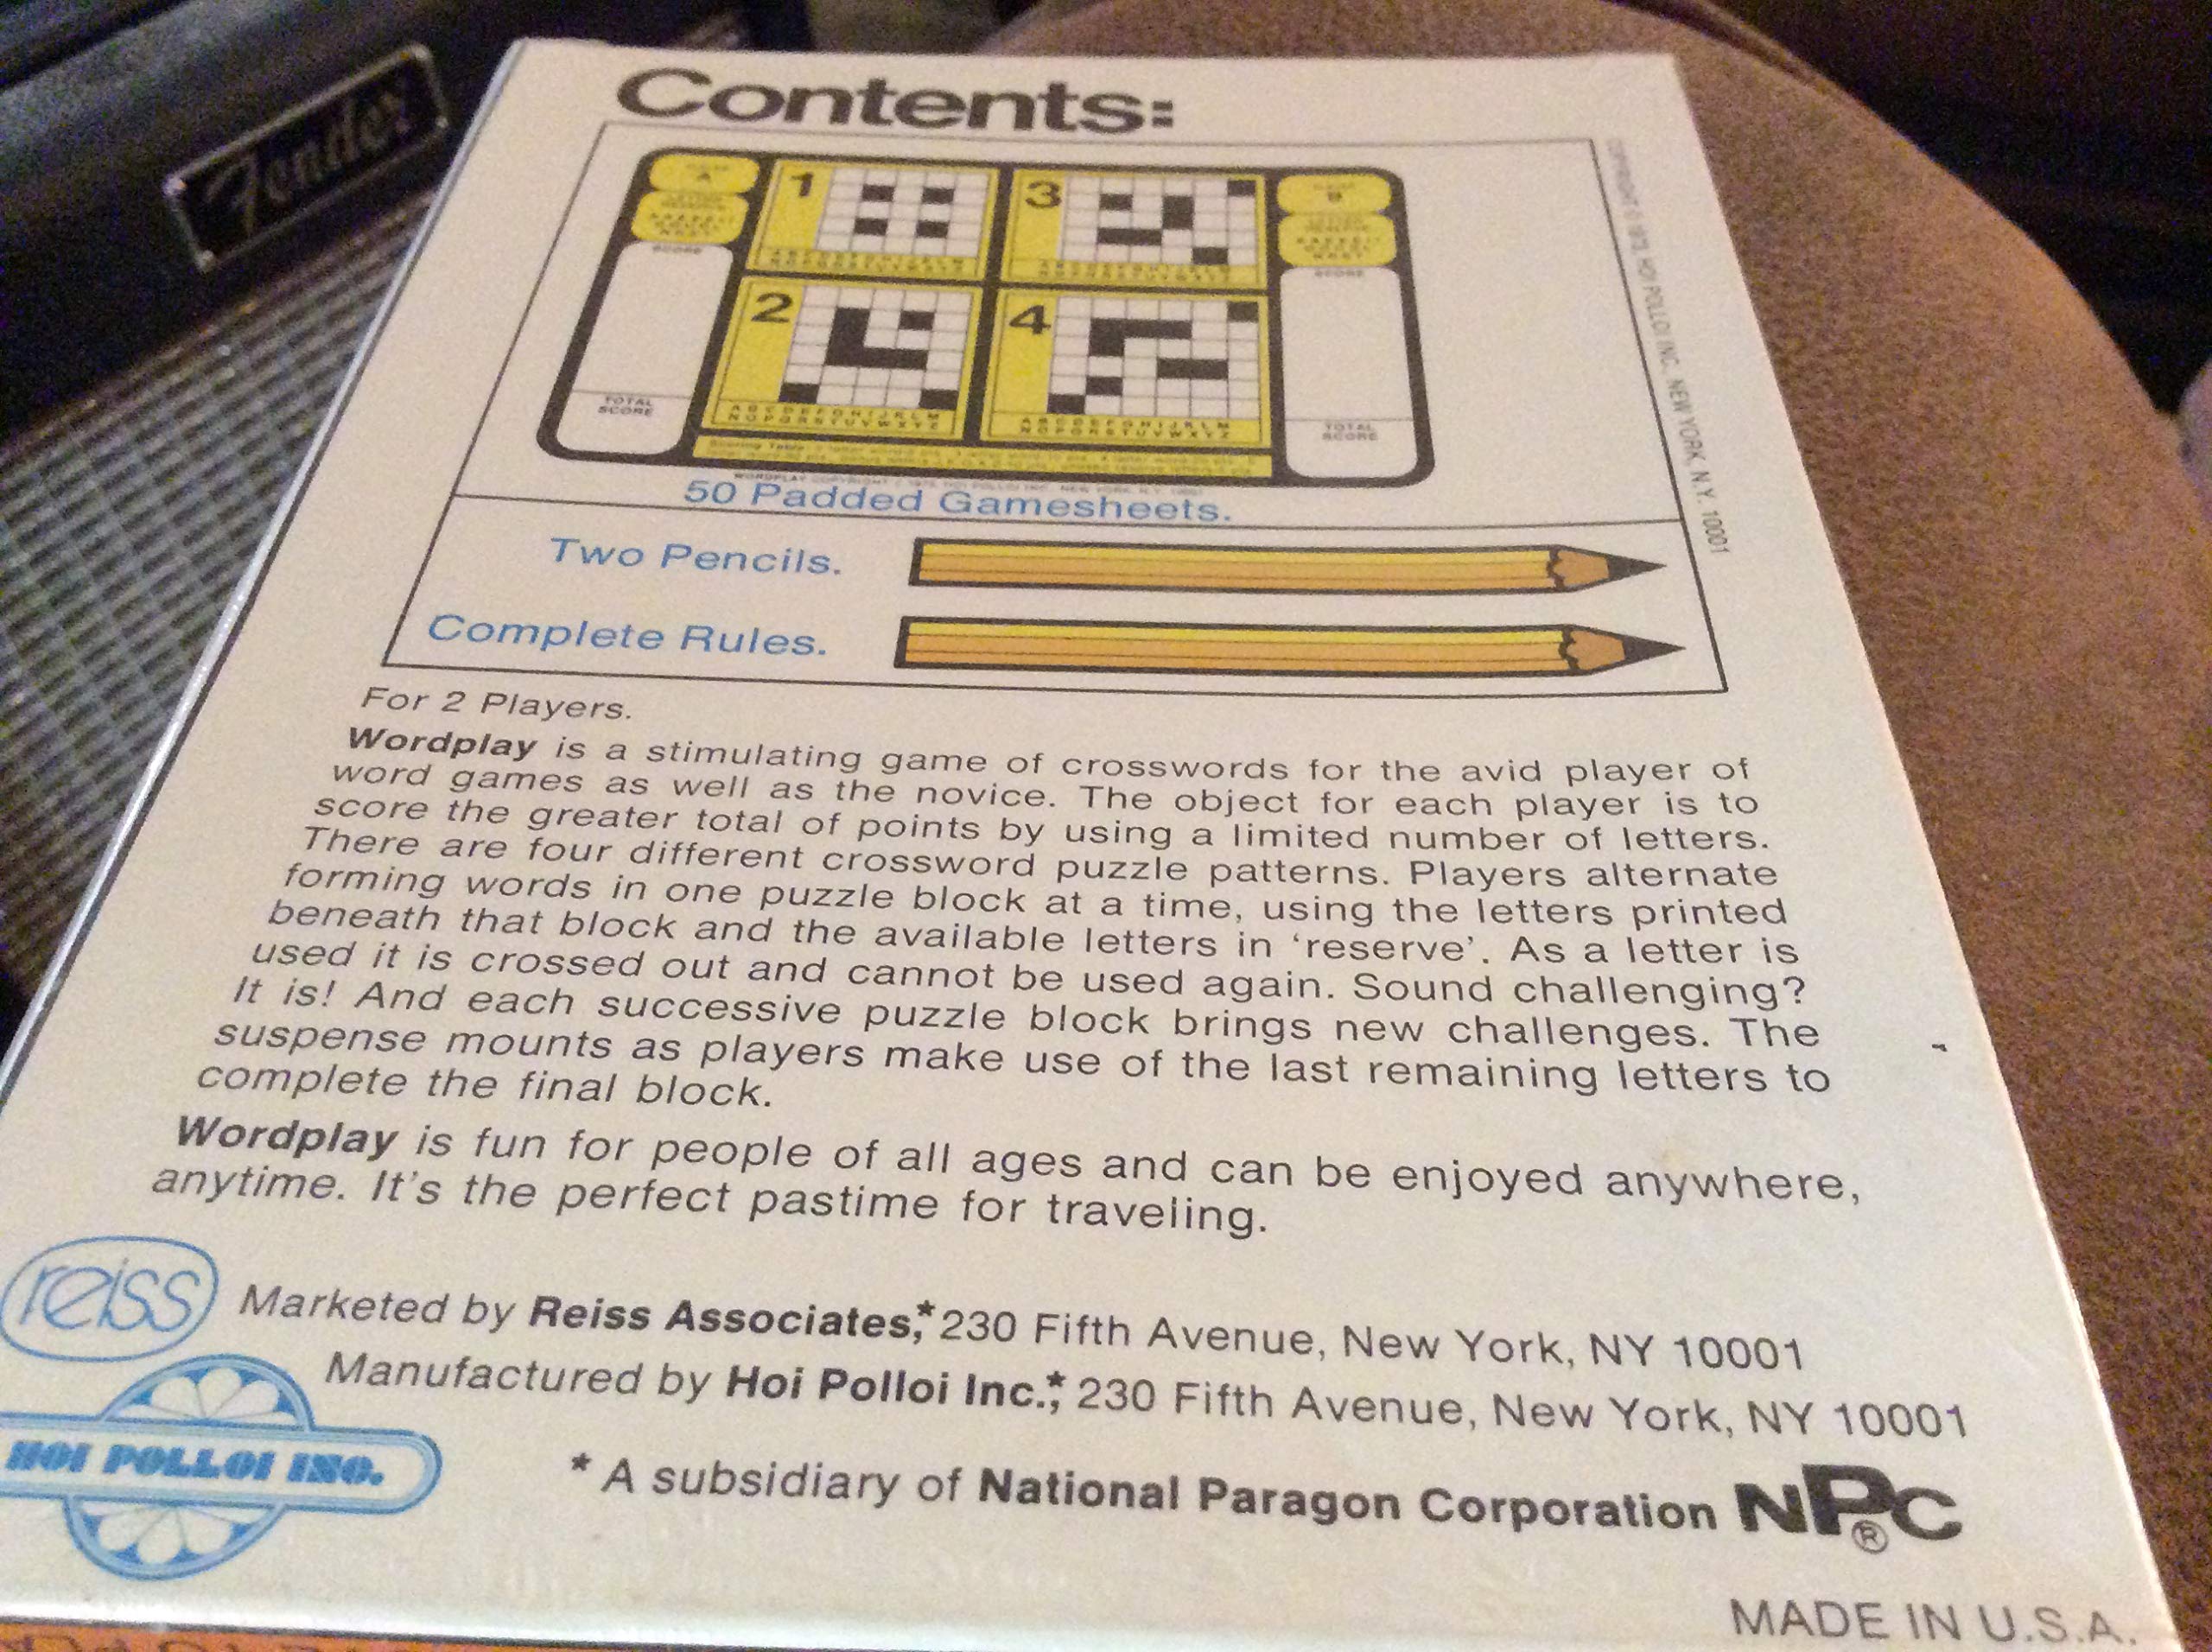 Fender
Contents:
1
3
2
4
A
B
SCORE
SCORE
TOTAL
SCORE
TOTAL
SCORE
A B C D E F G H I J K L M
N O P Q R S T U V W X Y Z
A B C D E F G H I J K L M
N O P Q R S T U V W X Y Z
50 Padded Gamesheets.
Two Pencils.
Complete Rules.
HOI POLLOI INC. NEW YORK, N.Y. 10001
For 2 Players.
Wordplay is a stimulating game of crosswords for the avid player of
word games as well as the novice. The object for each player is to
score the greater total of points by using a limited number of letters.
There are four different crossword puzzle patterns. Players alternate
forming words in one puzzle block at a time, using the letters printed
beneath that block and the available letters in ‘reserve’. As a letter is
used it is crossed out and cannot be used again. Sound challenging?
It is! And each successive puzzle block brings new challenges. The
suspense mounts as players make use of the last remaining letters to
complete the final block.
Wordplay is fun for people of all ages and can be enjoyed anywhere,
anytime. It's the perfect pastime for traveling.
reiss
Marketed by Reiss Associates,* 230 Fifth Avenue, New York, NY 10001
Manufactured by Hoi Polloi Inc.,* 230 Fifth Avenue, New York, NY 10001
HOI POLLOI INC.
* A subsidiary of National Paragon Corporation NPC ®
MADE IN U.S.A.